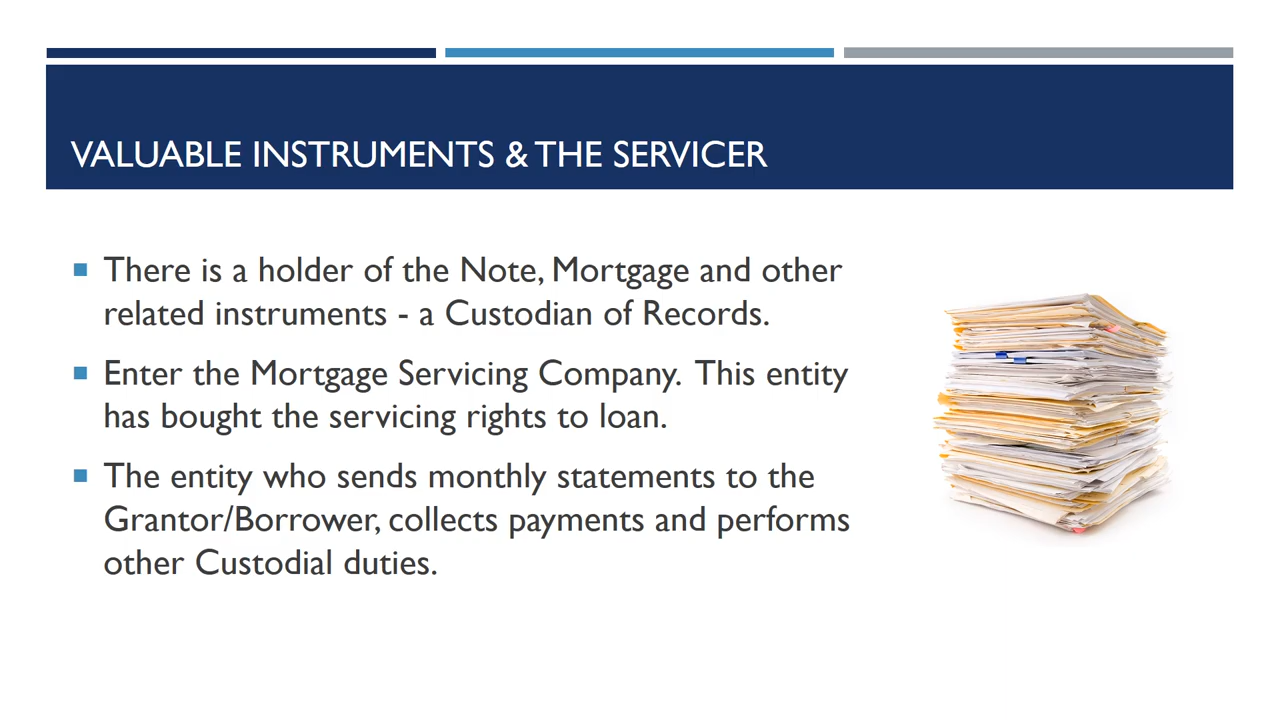 VALUABLE INSTRUMENTS & THE SERVICER
There is a holder of the Note, Mortgage and other
related instruments - a Custodian of Records.
Enter the Mortgage Servicing Company.  This entity
has bought the servicing rights to loan.
The entity who sends monthly statements to the
Grantor/Borrower, collects payments and performs
other Custodial duties.